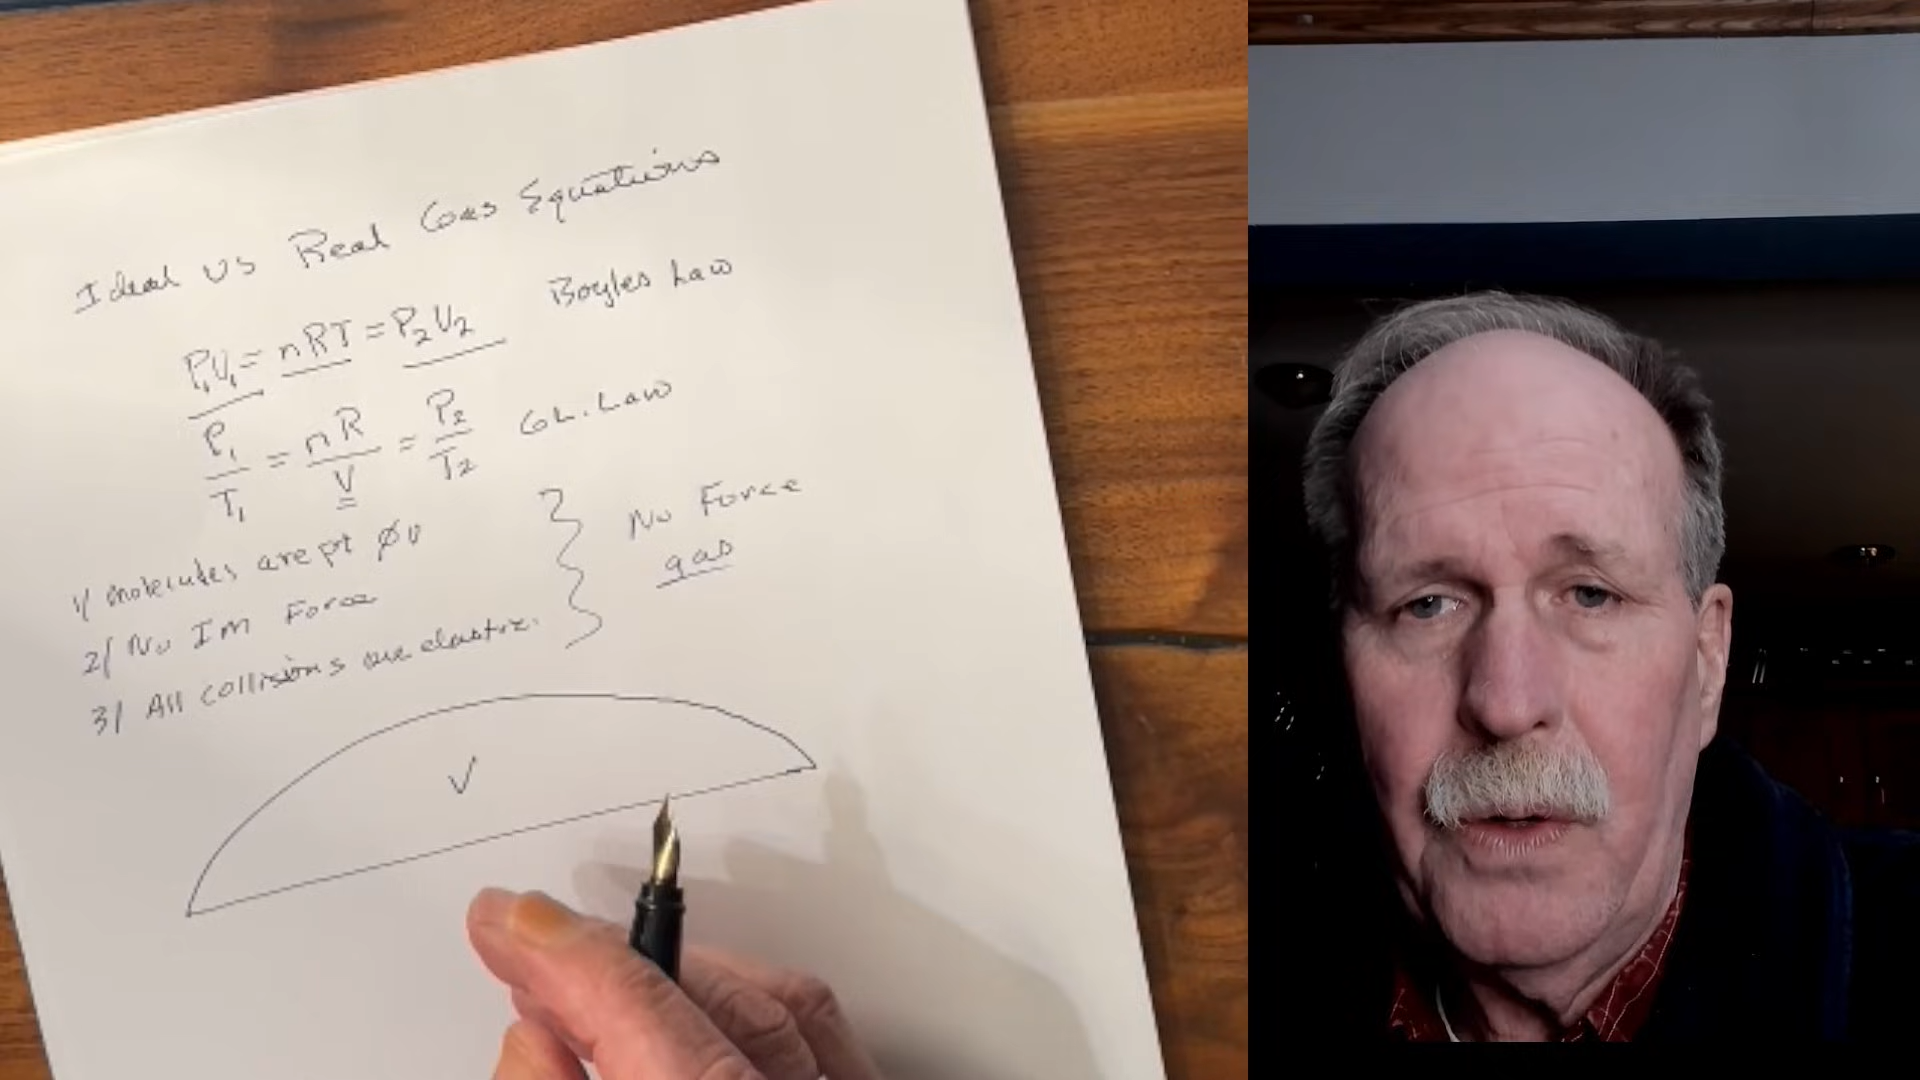 Ideal VS Real Gas Equations
P₁V₁ = nRT = P₂V₂ Boyles Law
P₁/T₁ = nR/V = P₂/T₂ GL. Law
1/ molecules are pt ϕV
2/ No IM Force
3/ All collisions are elastic.
} No Force
gas
V